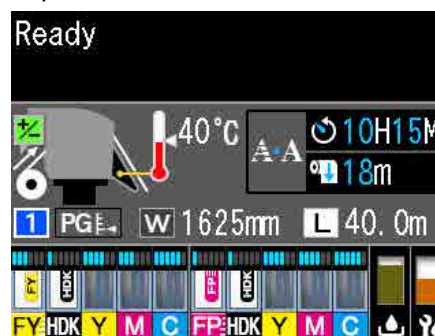 Ready
40°C
A·A
10H15M
18m
1 PG W 1625mm L 40.0m
FY HDK FP HDK
FY HDK Y M C FP HDK Y M C